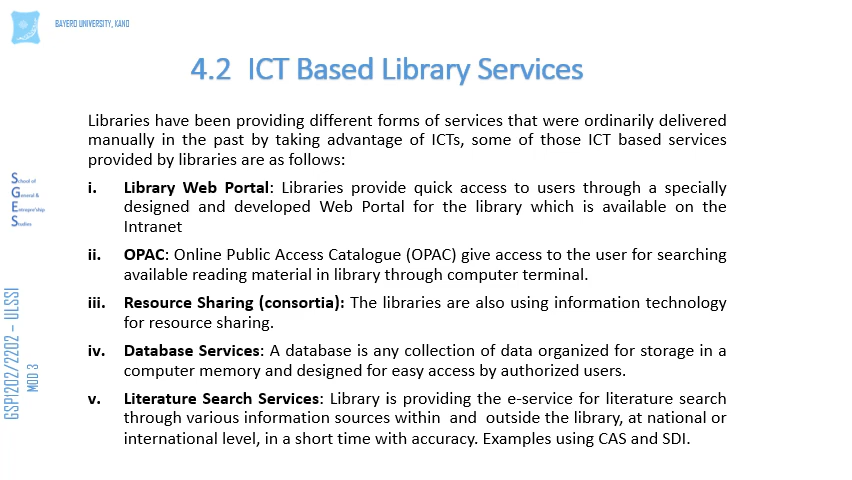 BAYERO UNIVERSITY, KANO
4.2 ICT Based Library Services
Libraries have been providing different forms of services that were ordinarily delivered
manually in the past by taking advantage of ICTs, some of those ICT based services
provided by libraries are as follows:
i. Library Web Portal: Libraries provide quick access to users through a specially
designed and developed Web Portal for the library which is available on the
Intranet
ii. OPAC: Online Public Access Catalogue (OPAC) give access to the user for searching
available reading material in library through computer terminal.
iii. Resource Sharing (consortia): The libraries are also using information technology
for resource sharing.
iv. Database Services: A database is any collection of data organized for storage in a
computer memory and designed for easy access by authorized users.
v. Literature Search Services: Library is providing the e-service for literature search
through various information sources within and outside the library, at national or
international level, in a short time with accuracy. Examples using CAS and SDI.
School of
General &
Entrepre'ship
Studies
GSP1202/2202 – ULSSI
MOD 3